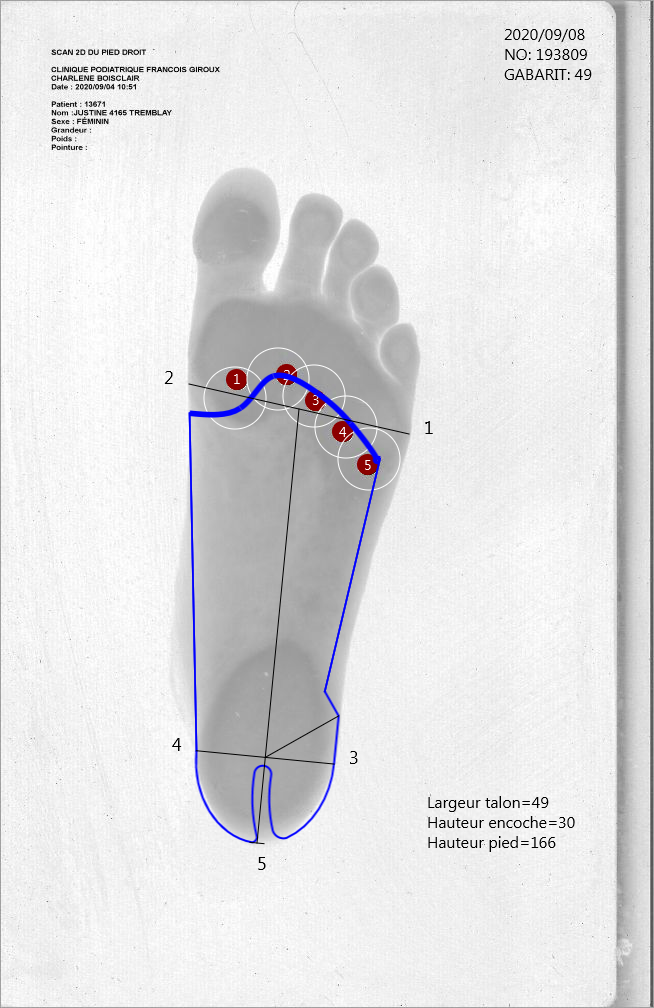 SCAN 2D DU PIED DROIT
CLINIQUE PODIATRIQUE FRANCOIS GIROUX
CHARLENE BOISCLAIR
Date : 2020/09/04 10:51
Patient : 13671
Nom :JUSTINE 4165 TREMBLAY
Sexe : FÉMININ
Grandeur :
Poids :
Pointure :
2020/09/08
NO: 193809
GABARIT: 49
2
1
2
3
1
4
5
4
3
Largeur talon=49
Hauteur encoche=30
Hauteur pied=166
5